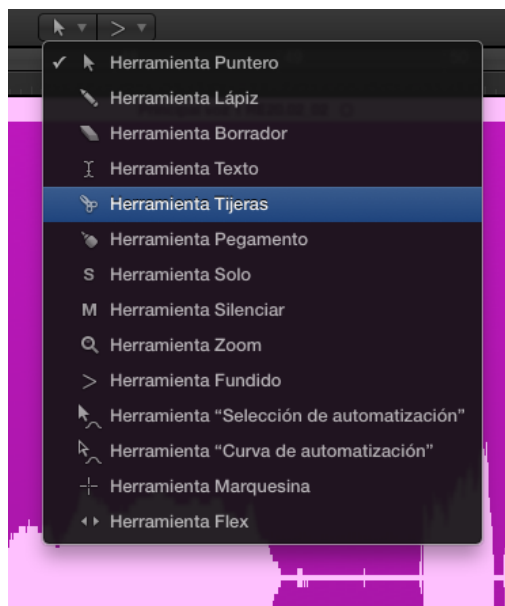 Herramienta Puntero
Herramienta Lápiz
Herramienta Borrador
Herramienta Texto
Herramienta Tijeras
Herramienta Pegamento
S Herramienta Solo
M Herramienta Silenciar
Herramienta Zoom
Herramienta Fundido
Herramienta “Selección de automatización”
Herramienta “Curva de automatización”
Herramienta Marquesina
Herramienta Flex